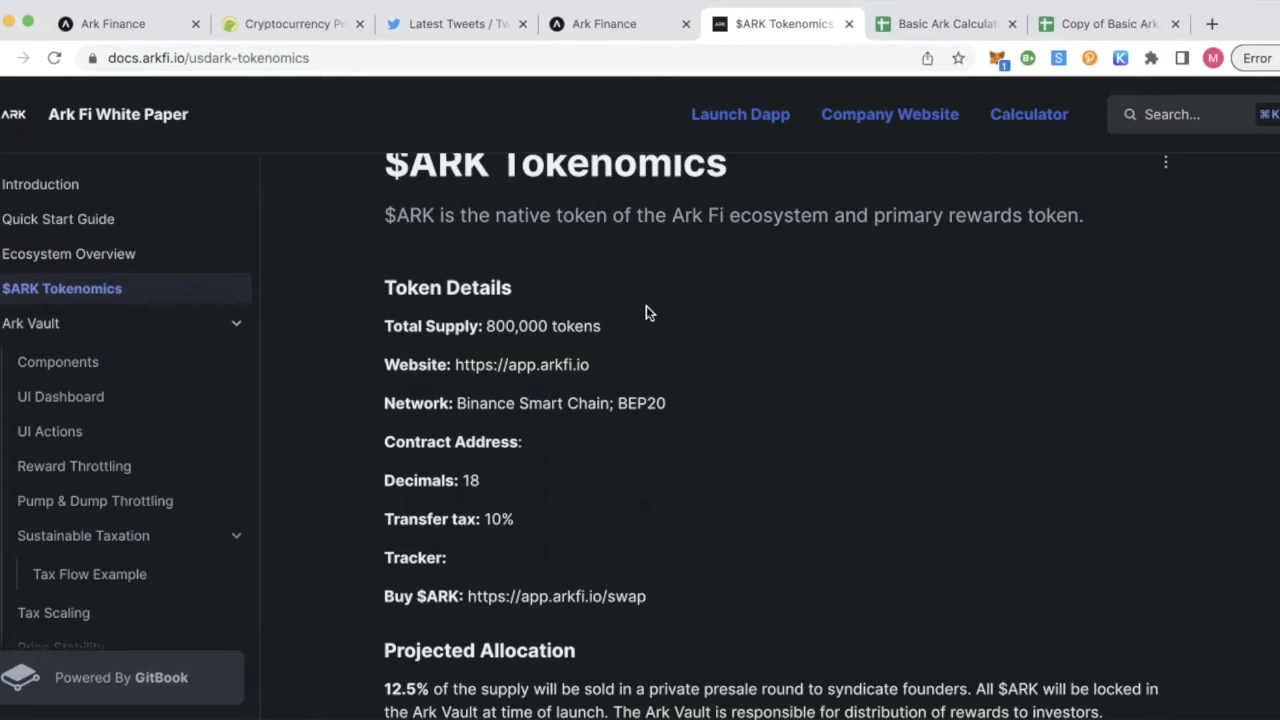 Ark Finance
Cryptocurrency Pr
Latest Tweets / Tw
Ark Finance
$ARK Tokenomics
Basic Ark Calculat
Copy of Basic Ark
docs.arkfi.io/usdark-tokenomics
1
B+
S
P
K
M
Error
ARK
Ark Fi White Paper
Launch Dapp
Company Website
Calculator
Search...
⌘K
Introduction
Quick Start Guide
Ecosystem Overview
$ARK Tokenomics
Ark Vault
Components
UI Dashboard
UI Actions
Reward Throttling
Pump & Dump Throttling
Sustainable Taxation
Tax Flow Example
Tax Scaling
Price Stability
Powered By GitBook
$ARK Tokenomics
$ARK is the native token of the Ark Fi ecosystem and primary rewards token.
Token Details
Total Supply: 800,000 tokens
Website: https://app.arkfi.io
Network: Binance Smart Chain; BEP20
Contract Address:
Decimals: 18
Transfer tax: 10%
Tracker:
Buy $ARK: https://app.arkfi.io/swap
Projected Allocation
12.5% of the supply will be sold in a private presale round to syndicate founders. All $ARK will be locked in
the Ark Vault at time of launch. The Ark Vault is responsible for distribution of rewards to investors.